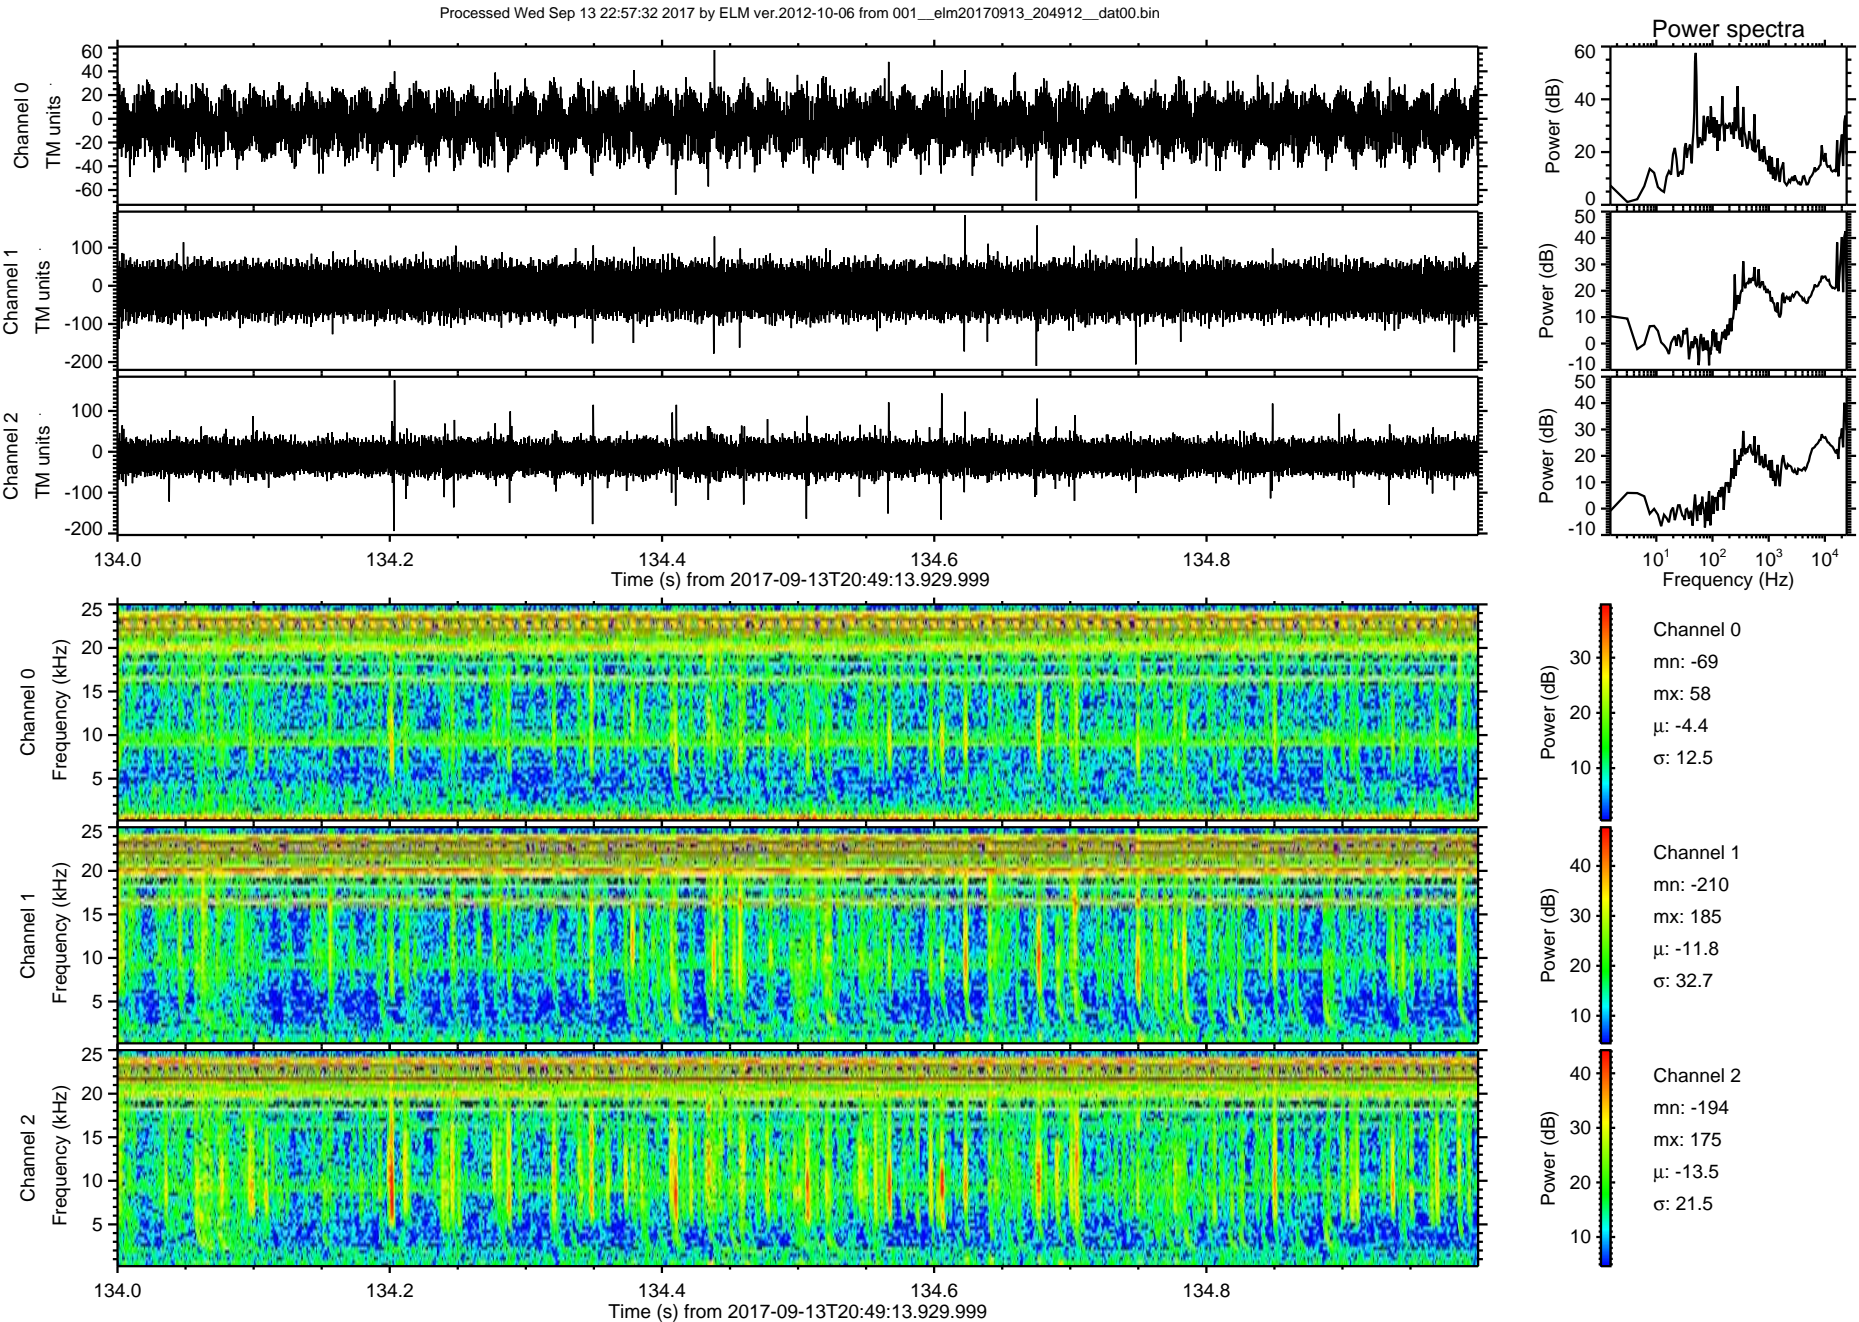 Processed Wed Sep 13 22:57:32 2017 by ELM ver.2012-10-06 from 001__elm20170913_204912__dat00.bin
Power spectra
Channel 0
TM units
60
40
20
0
-20
-40
-60
Power (dB)
60
40
20
0
Channel 1
TM units
100
0
-100
-200
Power (dB)
50
40
30
20
10
0
-10
Channel 2
TM units
100
0
-100
-200
Power (dB)
50
40
30
20
10
0
-10
134.0 134.2 134.4 134.6 134.8
Time (s) from 2017-09-13T20:49:13.929.999
10^1 10^2 10^3 10^4
Frequency (Hz)
Channel 0
Frequency (kHz)
25
20
15
10
5
Power (dB)
30
20
10
Channel 0
mn: -69
mx: 58
μ: -4.4
σ: 12.5
Channel 1
Frequency (kHz)
25
20
15
10
5
Power (dB)
40
30
20
10
Channel 1
mn: -210
mx: 185
μ: -11.8
σ: 32.7
Channel 2
Frequency (kHz)
25
20
15
10
5
Power (dB)
40
30
20
10
Channel 2
mn: -194
mx: 175
μ: -13.5
σ: 21.5
134.0 134.2 134.4 134.6 134.8
Time (s) from 2017-09-13T20:49:13.929.999